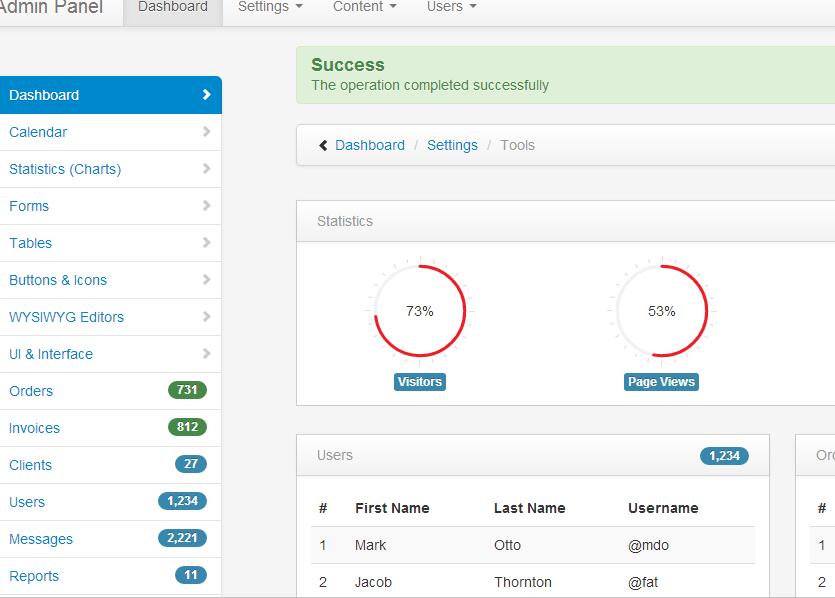 Admin Panel Dashboard Settings Content Users
Success
The operation completed successfully
Dashboard
Calendar
Statistics (Charts)
Forms
Tables
Buttons & Icons
WYSIWYG Editors
UI & Interface
Orders 731
Invoices 812
Clients 27
Users 1,234
Messages 2,221
Reports 11
Dashboard / Settings / Tools
Statistics
73% 53%
Visitors Page Views
Users 1,234
# First Name Last Name Username
1 Mark Otto @mdo
2 Jacob Thornton @fat
#
1
2